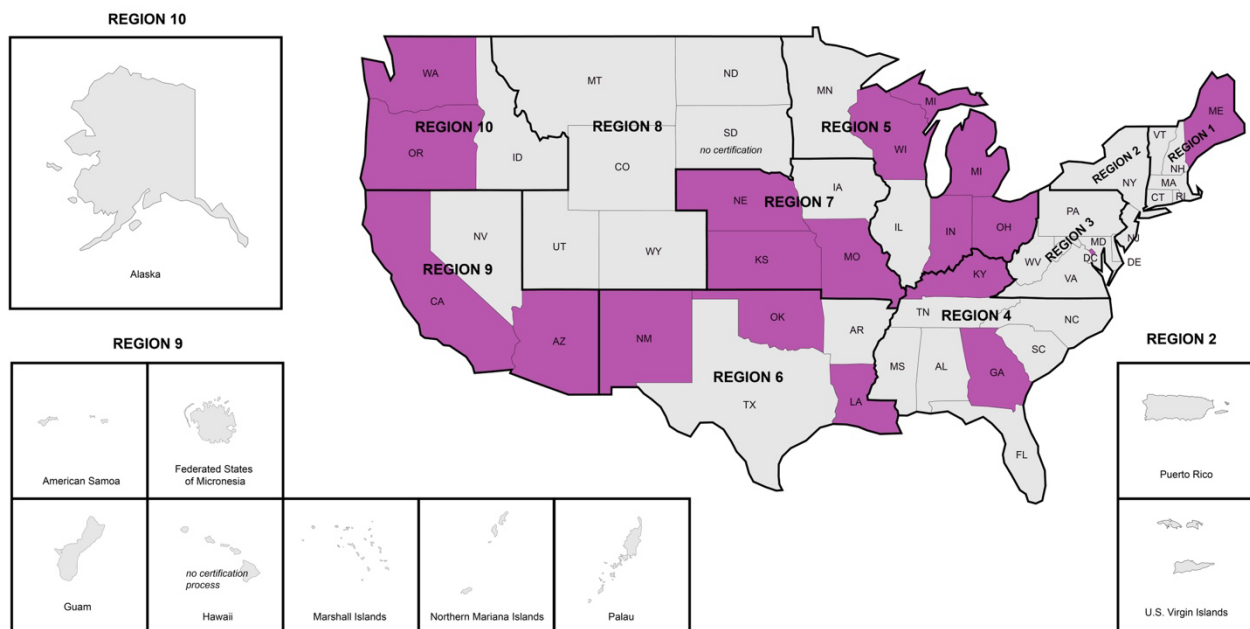 REGION 10
Alaska
WA
OR
REGION 10
ID
MT
REGION 8
ND
SD
no certification
CO
MN
REGION 5
WI
MI
MI
IA
REGION 7
NE
KS
MO
IL
IN
OH
KY
NV
REGION 9
CA
UT
WY
AZ
NM
OK
REGION 6
TX
AR
LA
TN
REGION 4
NC
SC
MS
AL
GA
FL
ME
VT
REGION 1
NH
MA
CT
RI
REGION 2
NY
PA
REGION 3
NJ
MD
DC
DE
WV
VA
REGION 9
American Samoa
Federated States
of Micronesia
Guam
no certification
process
Hawaii
Marshall Islands
Northern Mariana Islands
Palau
REGION 2
Puerto Rico
U.S. Virgin Islands